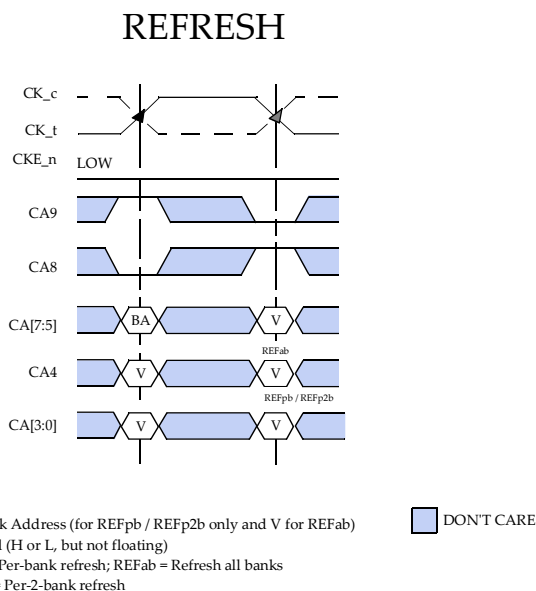 REFRESH
CK_c
CK_t
CKE_n LOW
CA9
CA8
CA[7:5] BA V
REFab
CA4 V V
REFpb / REFp2b
CA[3:0] V V
k Address (for REFpb / REFp2b only and V for REFab)
DON'T CARE
(H or L, but not floating)
Per-bank refresh; REFab = Refresh all banks
= Per-2-bank refresh